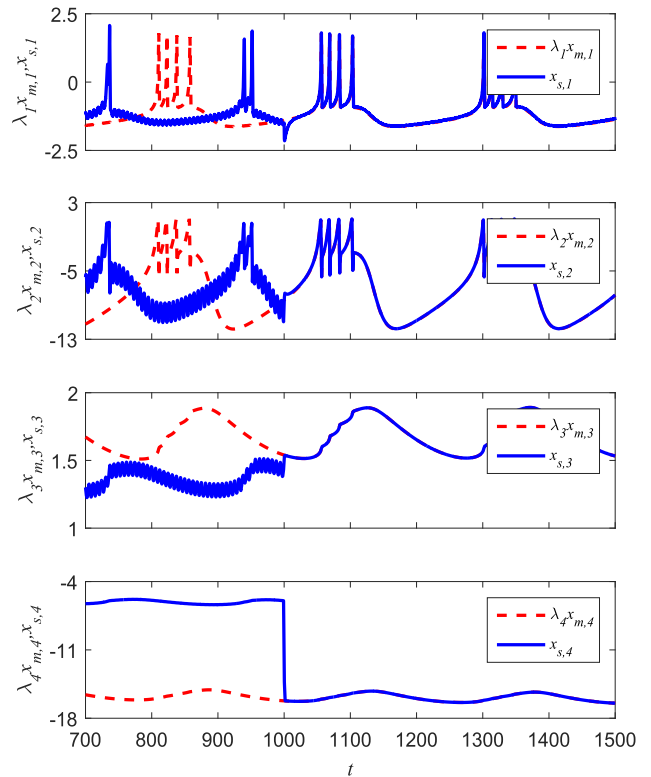 2.5
0
-2.5
λ1xm,1,xs,1
λ1xm,1
xs,1
3
-5
-13
λ2xm,2,xs,2
λ2xm,2
xs,2
2
1.5
1
λ3xm,3,xs,3
λ3xm,3
xs,3
-4
-11
-18
λ4xm,4,xs,4
λ4xm,4
xs,4
700 800 900 1000 1100 1200 1300 1400 1500
t